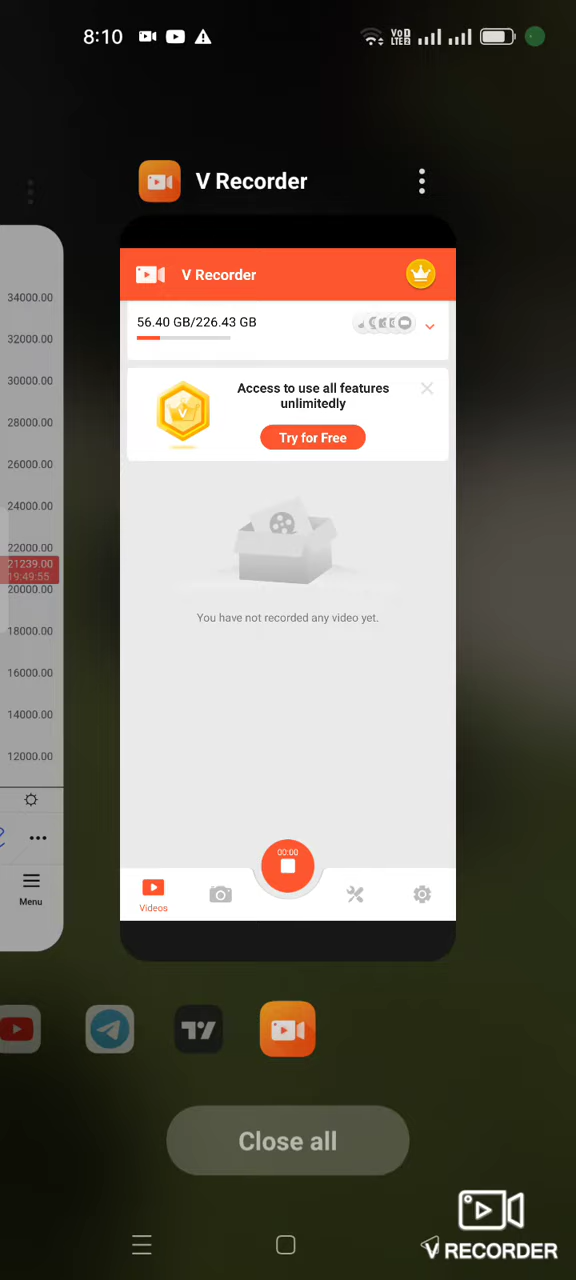 8:10
Vo LTE 2
V Recorder
V Recorder
56.40 GB/226.43 GB
Access to use all features
unlimitedly
Try for Free
You have not recorded any video yet.
34000.00
32000.00
30000.00
28000.00
26000.00
24000.00
22000.00
21239.00
19:49:55
20000.00
18000.00
16000.00
14000.00
12000.00
Menu
00:00
Videos
Close all
V RECORDER